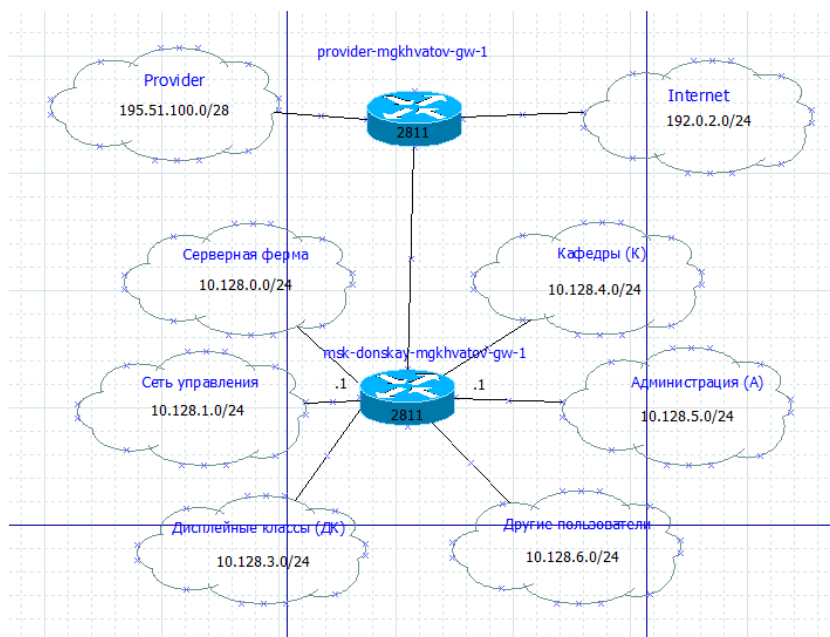 provider-mgkhvatov-gw-1
Provider
195.51.100.0/28
2811
Internet
192.0.2.0/24
Серверная ферма
10.128.0.0/24
Кафедры (К)
10.128.4.0/24
msk-donskay-mgkhvatov-gw-1
Сеть управления
10.128.1.0/24
.1
2811
.1
Администрация (А)
10.128.5.0/24
Дисплейные классы (ДК)
10.128.3.0/24
Другие пользователи
10.128.6.0/24